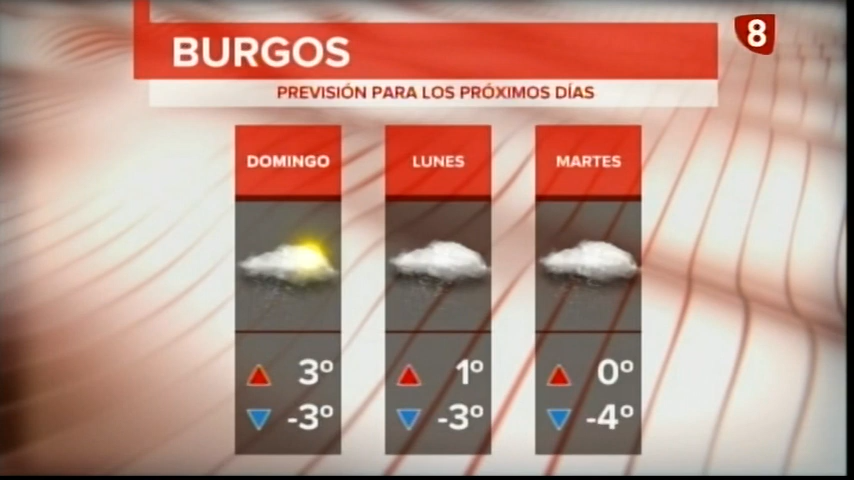 BURGOS
8
PREVISIÓN PARA LOS PRÓXIMOS DÍAS
DOMINGO LUNES MARTES
3º 1º 0º
-3º -3º -4º